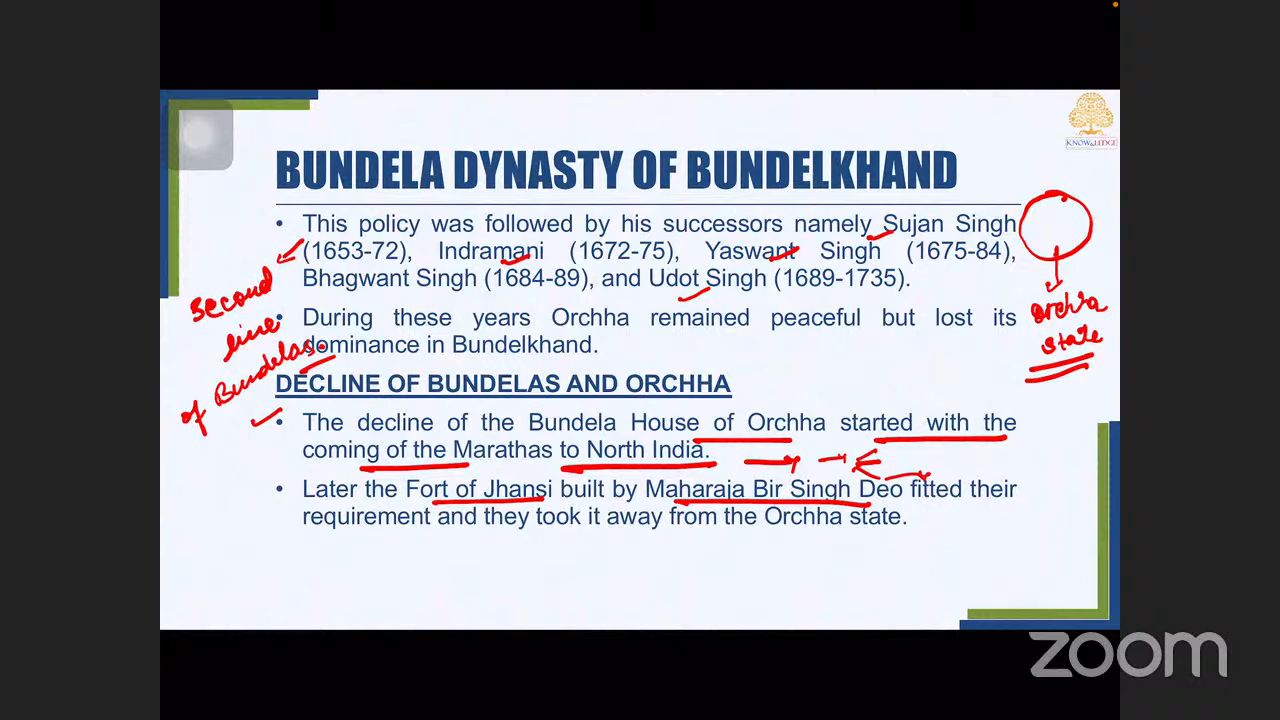 KNOWLEDGE
BUNDELA DYNASTY OF BUNDELKHAND
• This policy was followed by his successors namely Sujan Singh
(1653-72), Indramani (1672-75), Yaswant Singh (1675-84),
Bhagwant Singh (1684-89), and Udot Singh (1689-1735).
• During these years Orchha remained peaceful but lost its
dominance in Bundelkhand.
DECLINE OF BUNDELAS AND ORCHHA
• The decline of the Bundela House of Orchha started with the
coming of the Marathas to North India.
• Later the Fort of Jhansi built by Maharaja Bir Singh Deo fitted their
requirement and they took it away from the Orchha state.
second
line
of Bundelas.
orchha
state
zoom